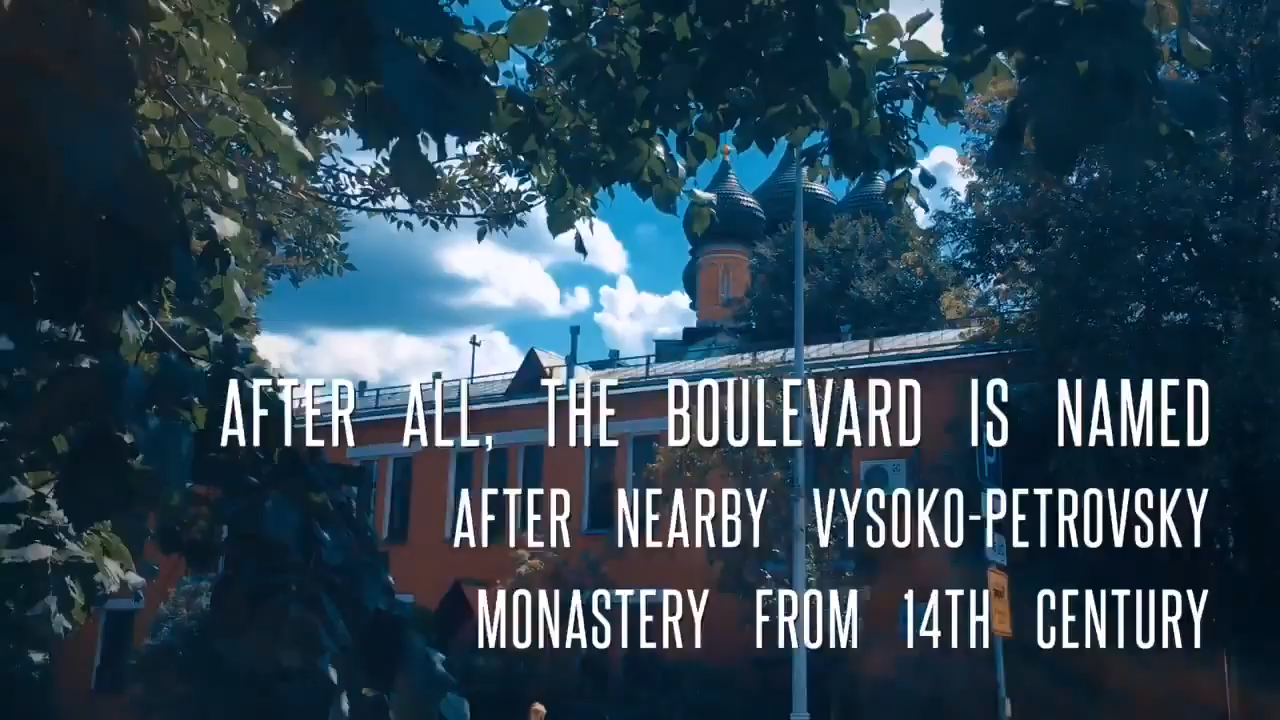 AFTER ALL, THE BOULEVARD IS NAMED
AFTER NEARBY VYSOKO-PETROVSKY
MONASTERY FROM 14TH CENTURY